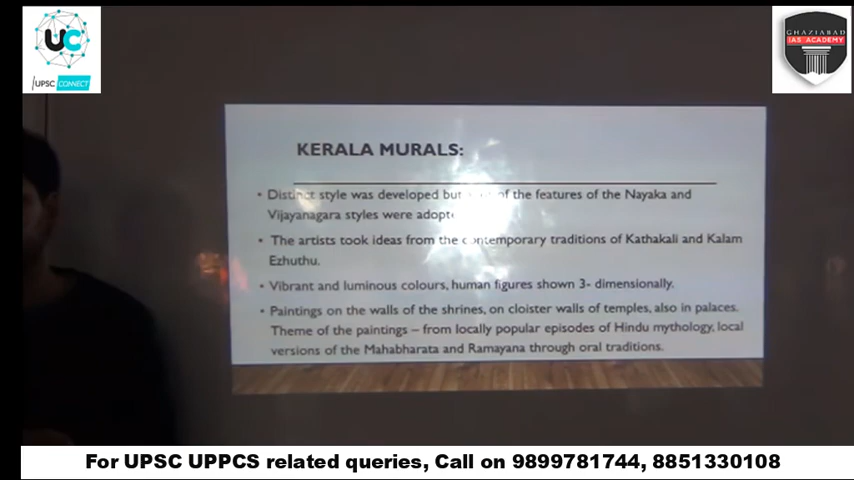 UC
UPSC CONNECT
GHAZIABAD
IAS ACADEMY
KERALA MURALS:
• Distinct style was developed but of the features of the Nayaka and
Vijayanagara styles were
• The artists took ideas from the contemporary traditions of Kathakali and Kalam
Ezhuthu.
• Vibrant and luminous colours, human figures shown 3- dimensionally.
• Paintings on the walls of the shrines, on cloister walls of temples, also in palaces.
Theme of the paintings – from locally popular episodes of Hindu mythology, local
versions of the Mahabharata and Ramayana through oral traditions.
For UPSC UPPCS related queries, Call on 9899781744, 8851330108